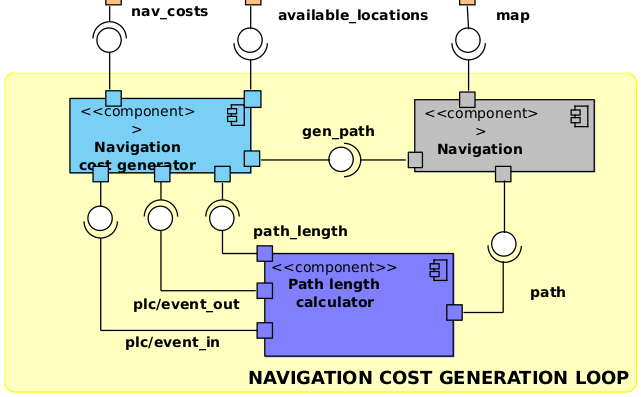 nav_costs
available_locations
map
<<component>
>
Navigation
cost generator
gen_path
<<component>
>
Navigation
path_length
<<component>>
Path length
calculator
plc/event_out
plc/event_in
path
NAVIGATION COST GENERATION LOOP